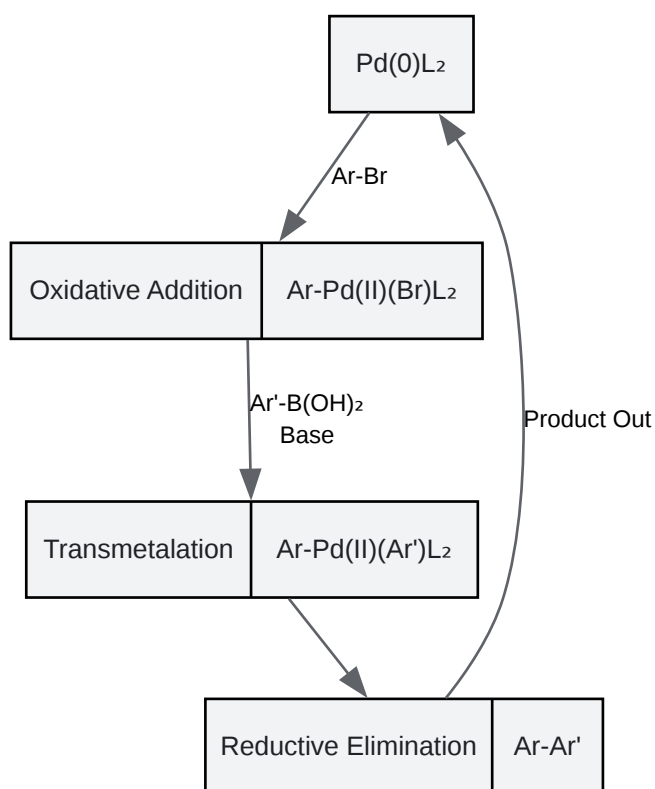 Pd(0)L₂
Ar-Br
Oxidative Addition
Ar-Pd(II)(Br)L₂
Ar'-B(OH)₂
Base
Product Out
Transmetalation
Ar-Pd(II)(Ar')L₂
Reductive Elimination
Ar-Ar'